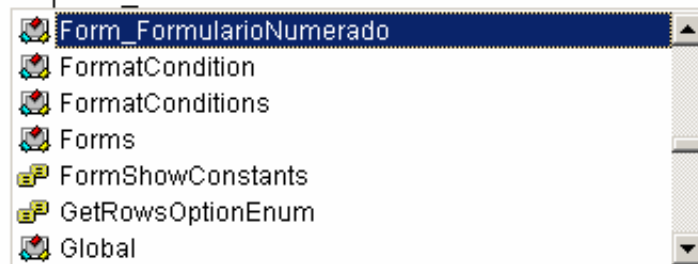 Form_FormularioNumerado
FormatCondition
FormatConditions
Forms
FormShowConstants
GetRowsOptionEnum
Global